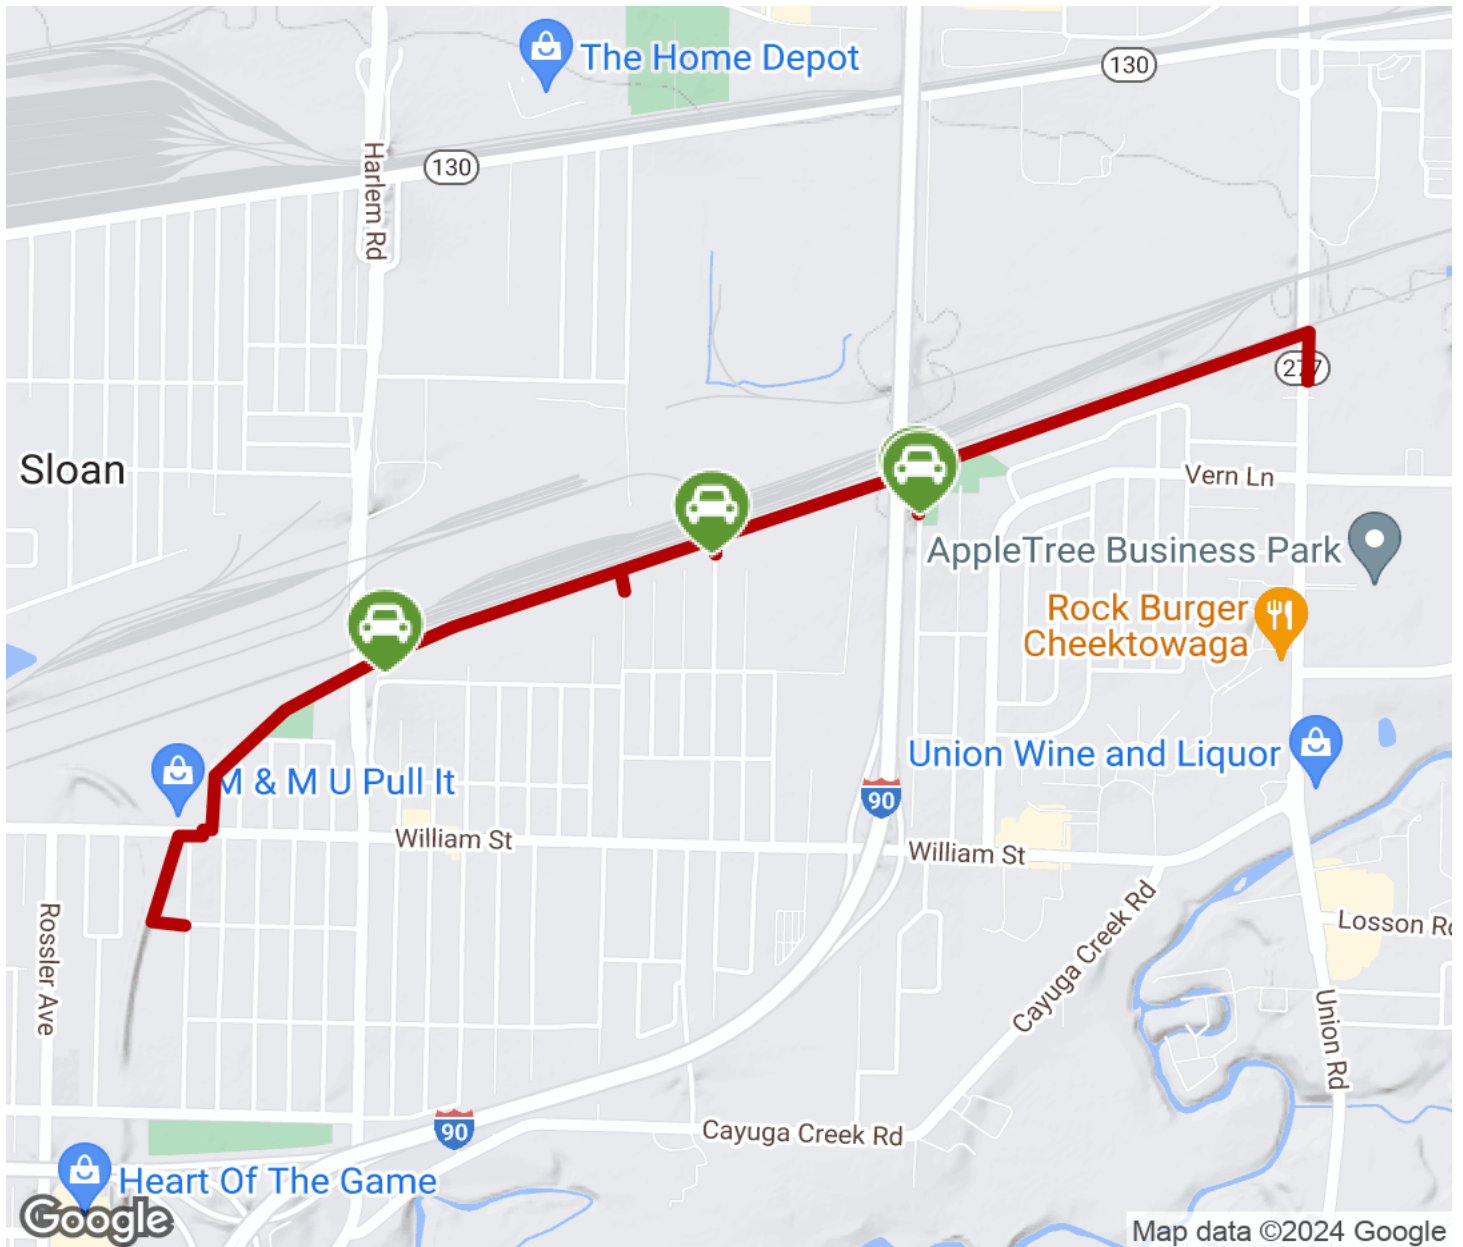 The Home Depot
130
130
Harlem Rd
277
Sloan
Vern Ln
AppleTree Business Park
Rock Burger
Cheektowaga
Union Wine and Liquor
M & M U Pull It
90
William St
William St
Rossler Ave
Cayuga Creek Rd
Losson Rd
Union Rd
90
Cayuga Creek Rd
Heart Of The Game
Google
Map data ©2024 Google